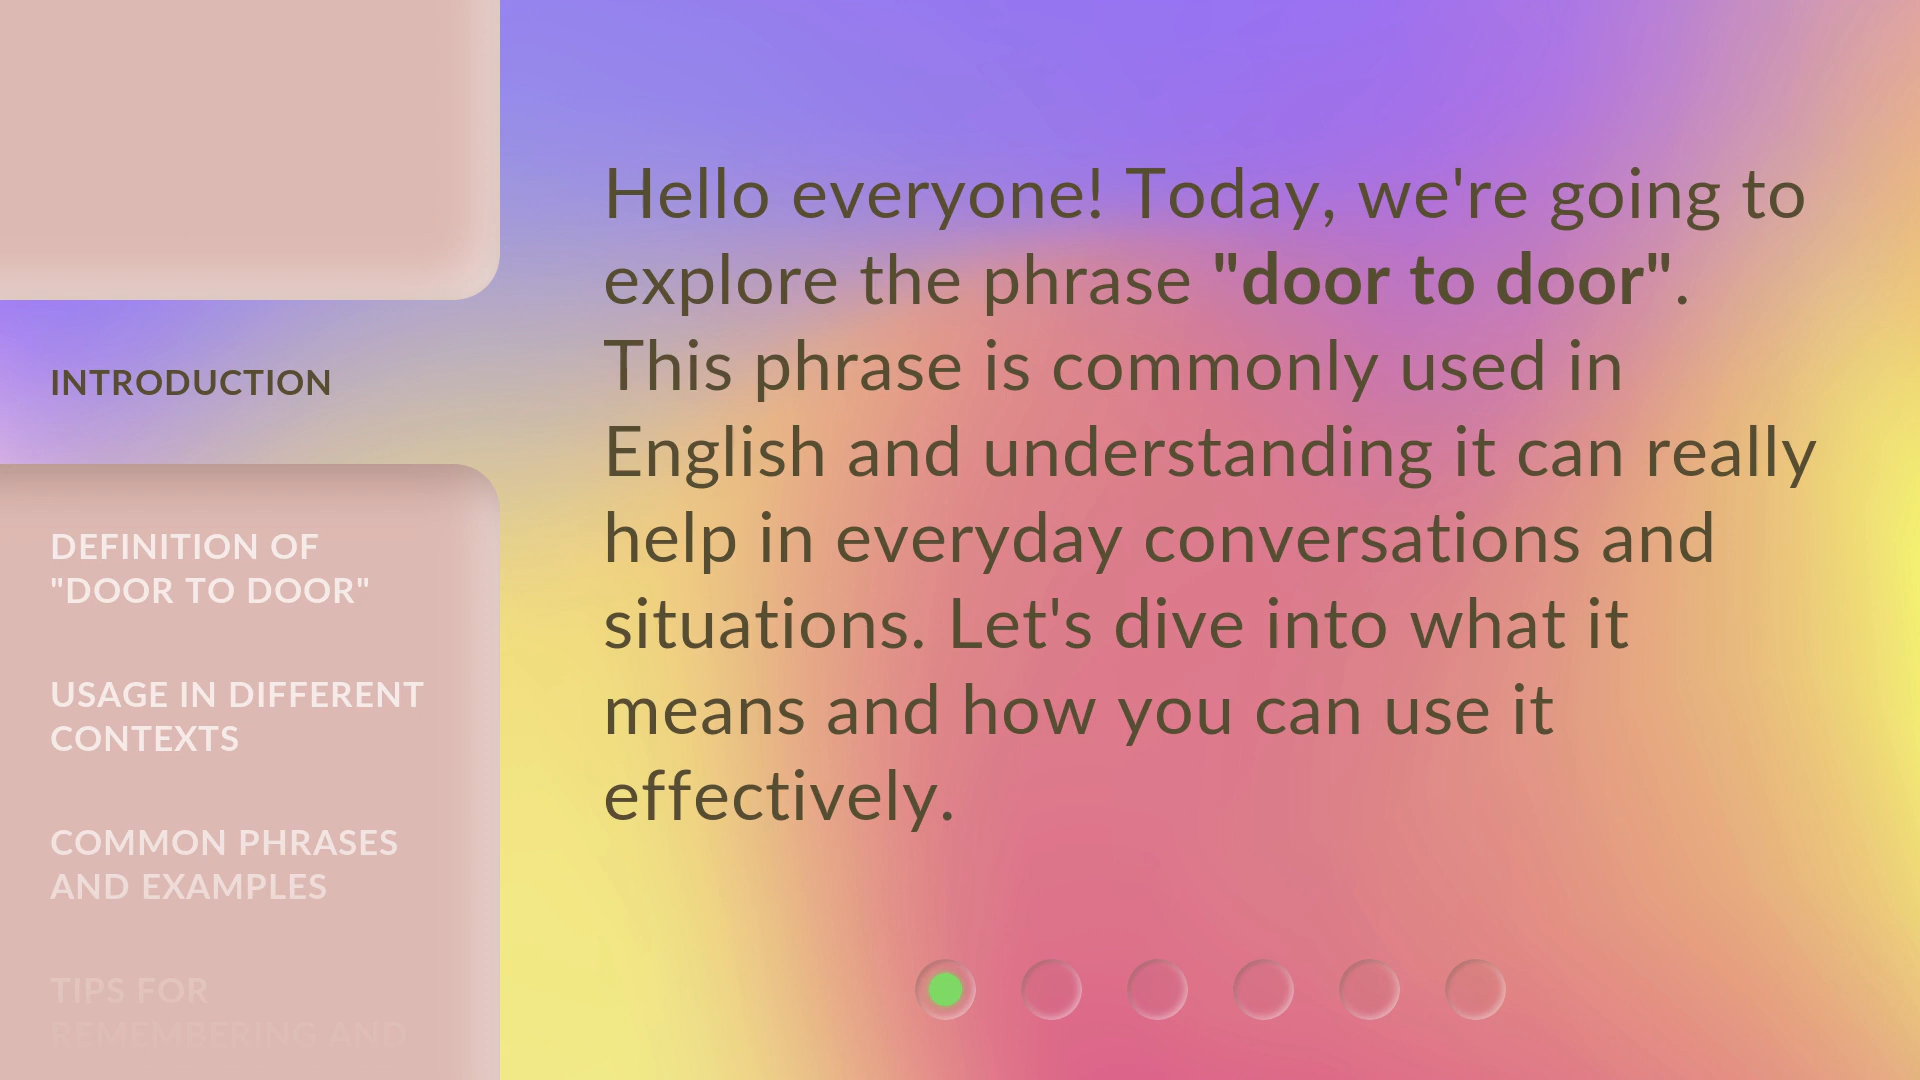 INTRODUCTION
DEFINITION OF
"DOOR TO DOOR"
USAGE IN DIFFERENT
CONTEXTS
COMMON PHRASES
AND EXAMPLES
TIPS FOR
REMEMBERING AND
Hello everyone! Today, we're going to
explore the phrase "door to door".
This phrase is commonly used in
English and understanding it can really
help in everyday conversations and
situations. Let's dive into what it
means and how you can use it
effectively.